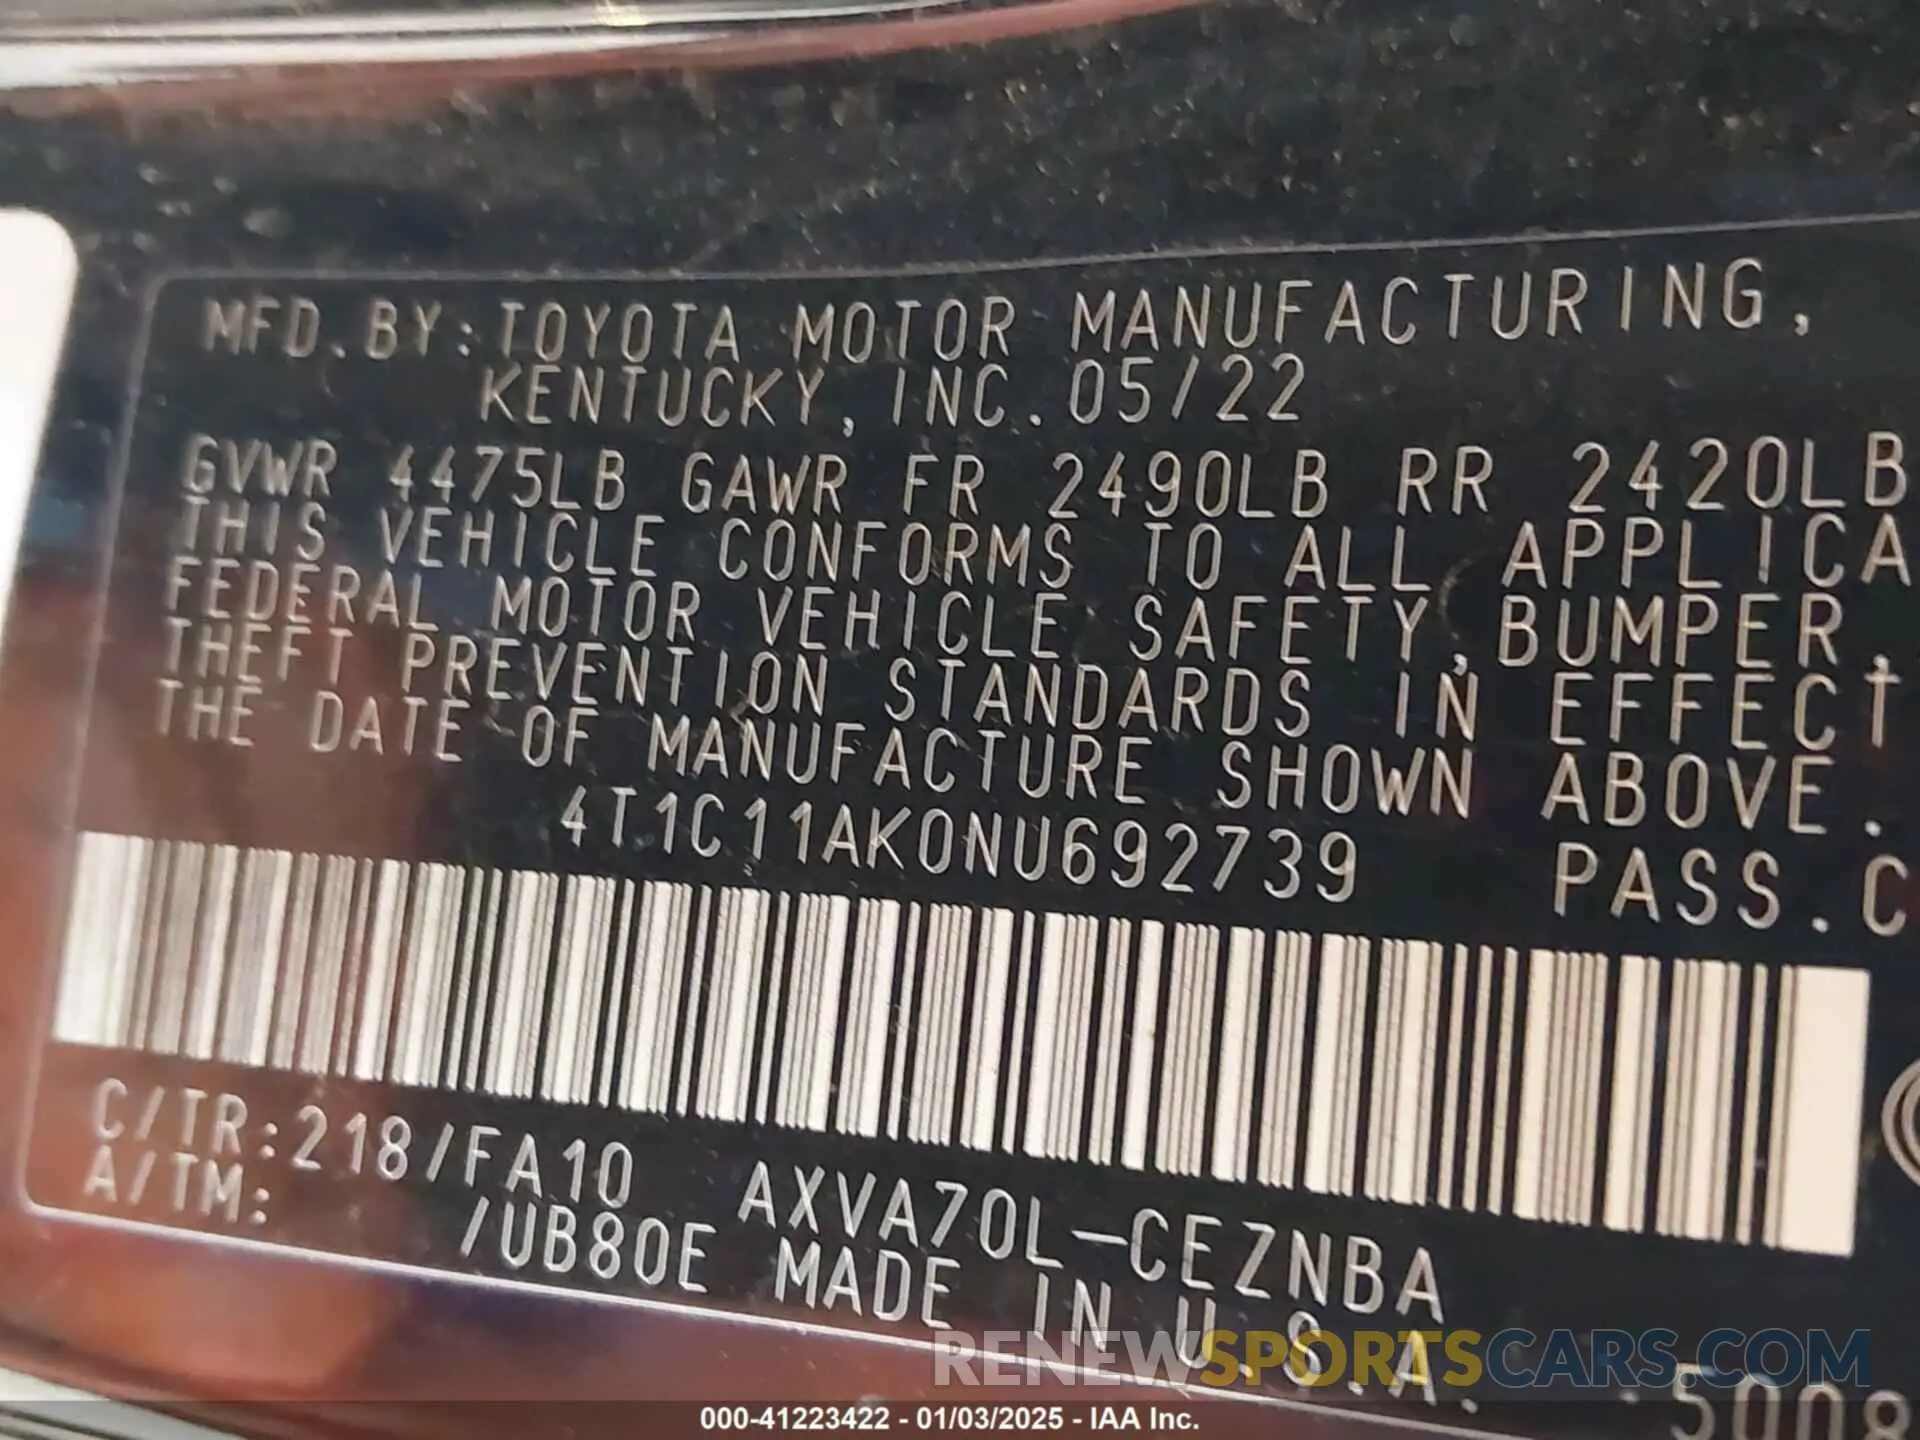 MFD. BY: TOYOTA MOTOR MANUFACTURING,
KENTUCKY, INC. 05/22
GVWR 4475LB GAWR FR 2490LB RR 2420LB
THIS VEHICLE CONFORMS TO ALL APPLICA
FEDERAL MOTOR VEHICLE SAFETY, BUMPER,
THEFT PREVENTION STANDARDS IN EFFECT
THE DATE OF MANUFACTURE SHOWN ABOVE.
4T1C11AK0NU692739 PASS.C
C/TR:218/FA10 AXVA70L-CEZNBA
A/TM: /UB80E MADE IN U.S.A.
RENEWSPORTSCARS.COM
5008
000-41223422 - 01/03/2025 - IAA Inc.